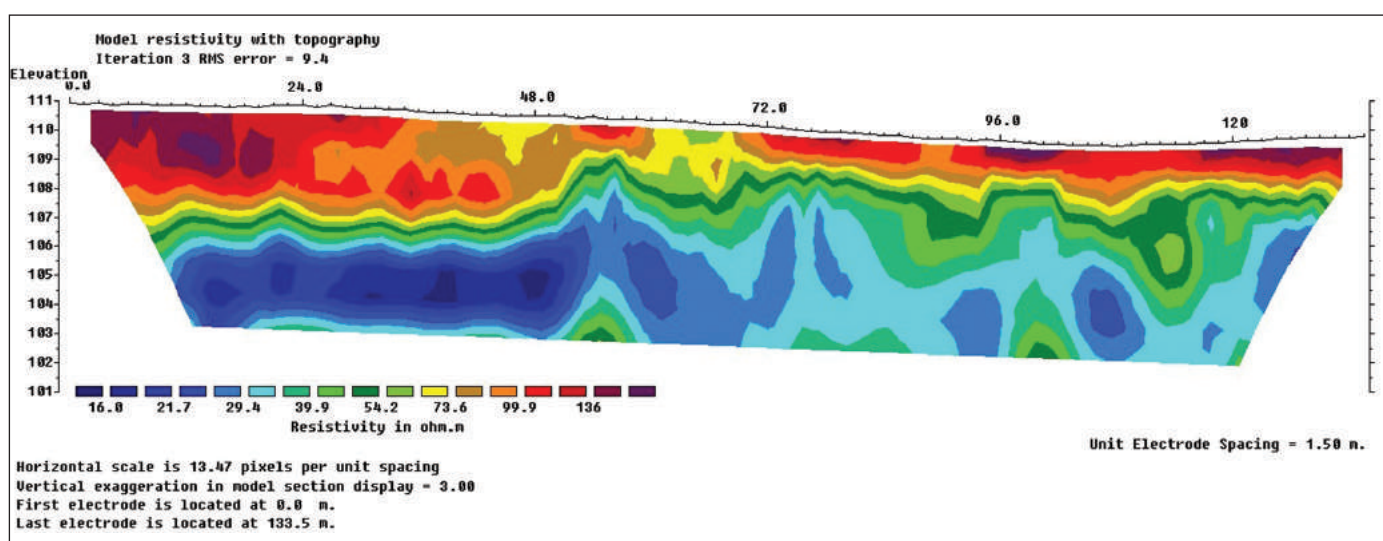 Model resistivity with topography
Iteration 3 RMS error = 9.4
Elevation
0.0 24.0 48.0 72.0 96.0 120
111
110
109
108
107
106
105
104
103
102
101
16.0 21.7 29.4 39.9 54.2 73.6 99.9 136
Resistivity in ohm.m
Unit Electrode Spacing = 1.50 m.
Horizontal scale is 13.47 pixels per unit spacing
Vertical exaggeration in model section display = 3.00
First electrode is located at 0.0 m.
Last electrode is located at 133.5 m.